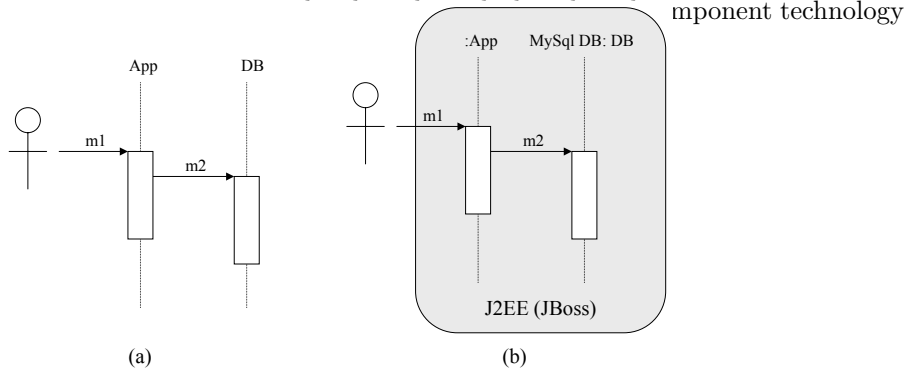 mponent technology
App
DB
m1
m2
(a)
:App
MySql DB: DB
m1
m2
J2EE (JBoss)
(b)